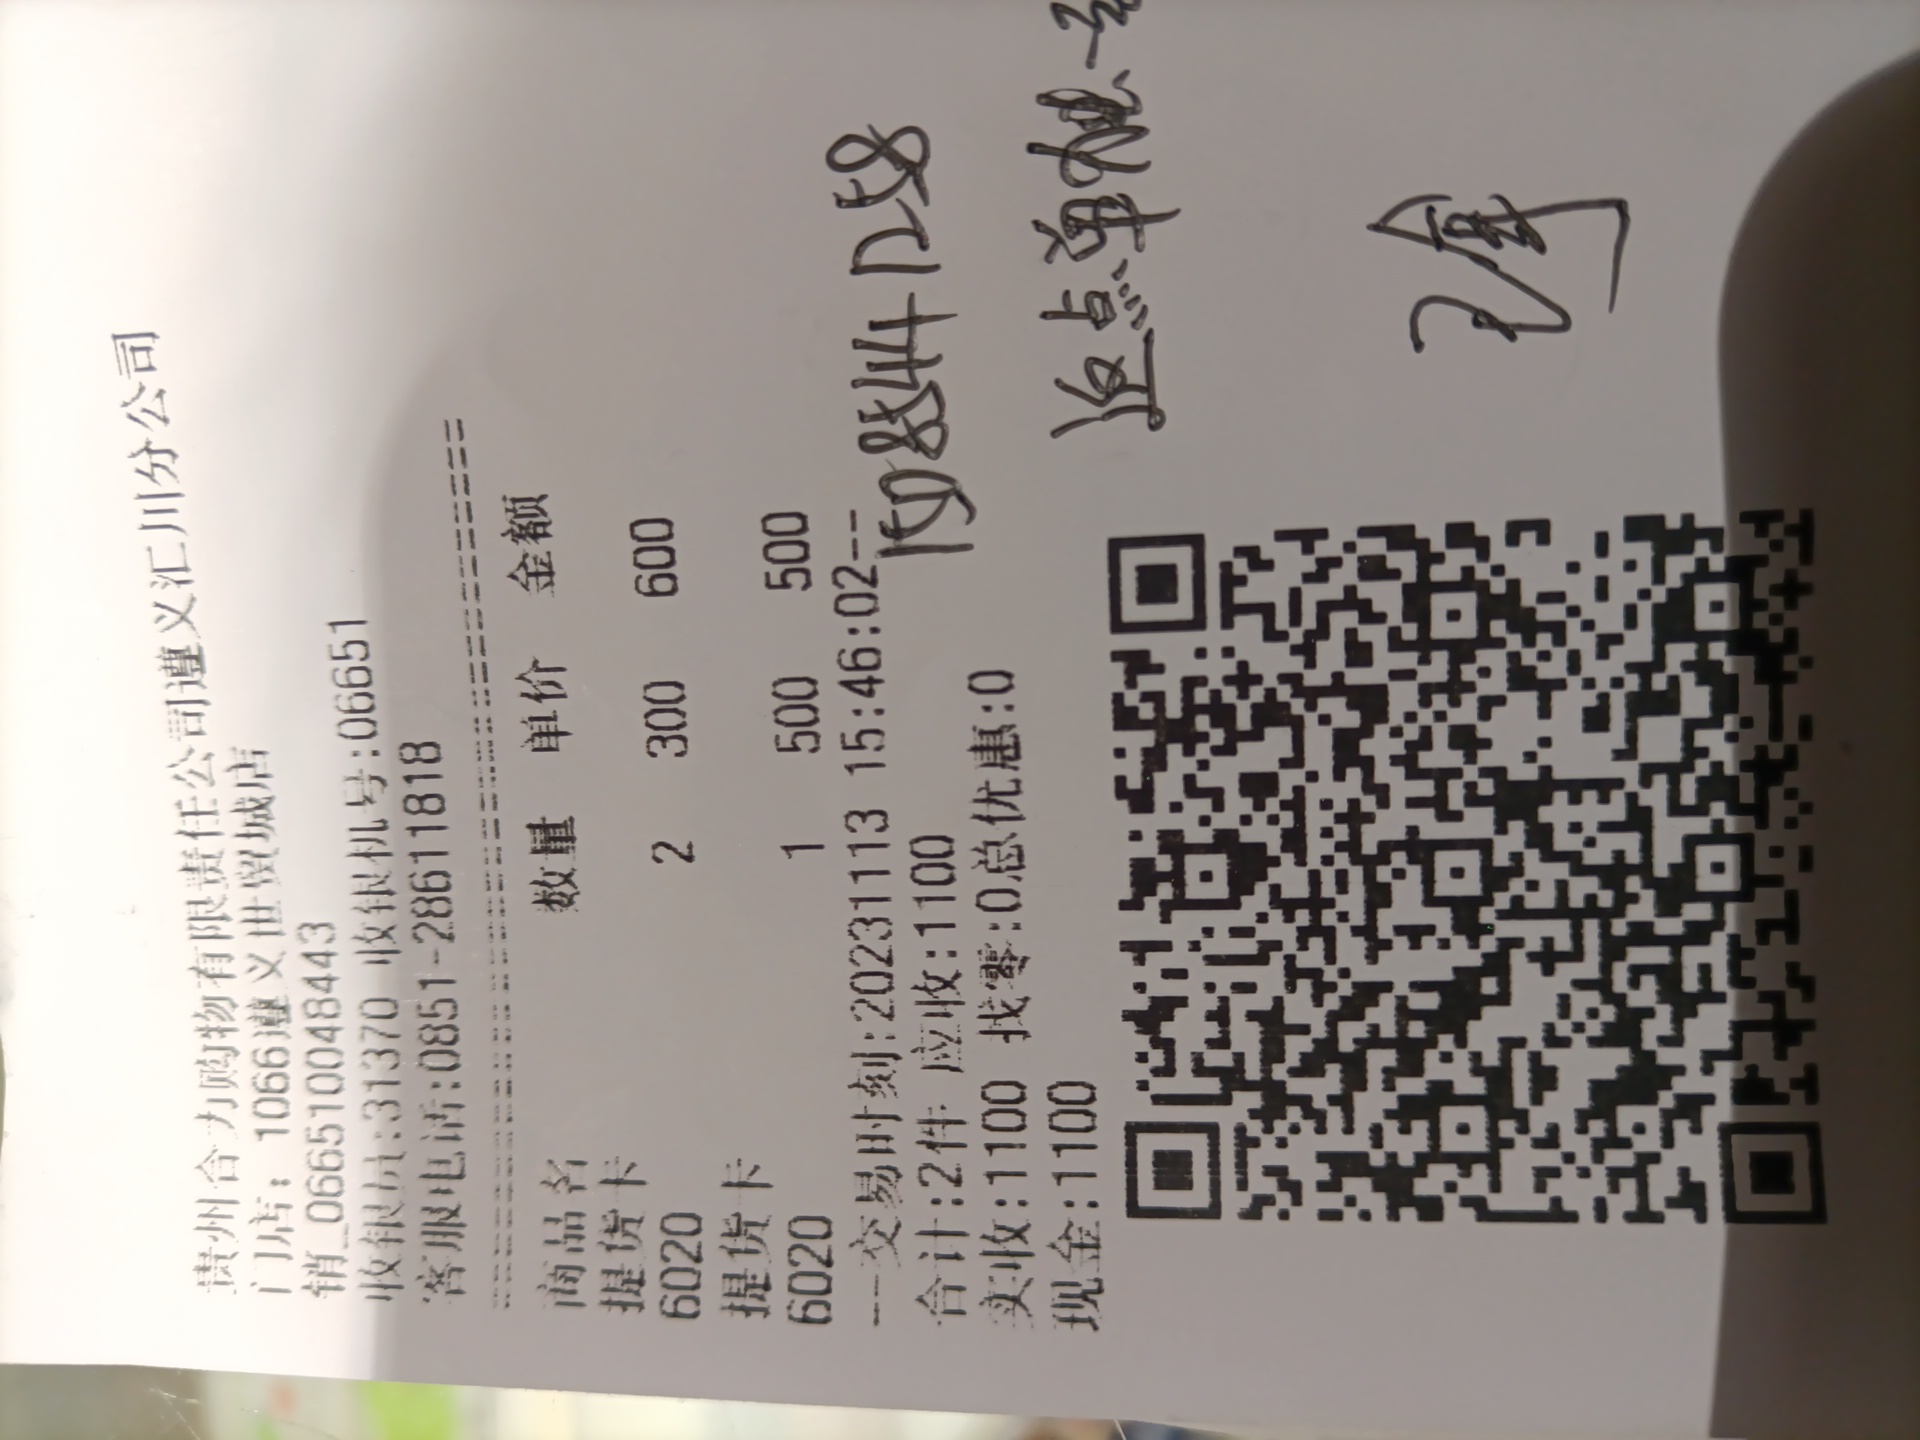 贵州合力购物有限责任公司遵义汇川分公司
门店: 1066遵义世贸城店
销_066510048443
收银员:31370 收银机号:06651
客服电话:0851-28611818
商品名 数量 单价 金额
提货卡
6020 2 300 600
提货卡
6020 1 500 500
---交易时刻:20231113 15:46:02--
合计:2件 应收:1100
实收:1100 找零:0总优惠:0
现金:1100
返点单据